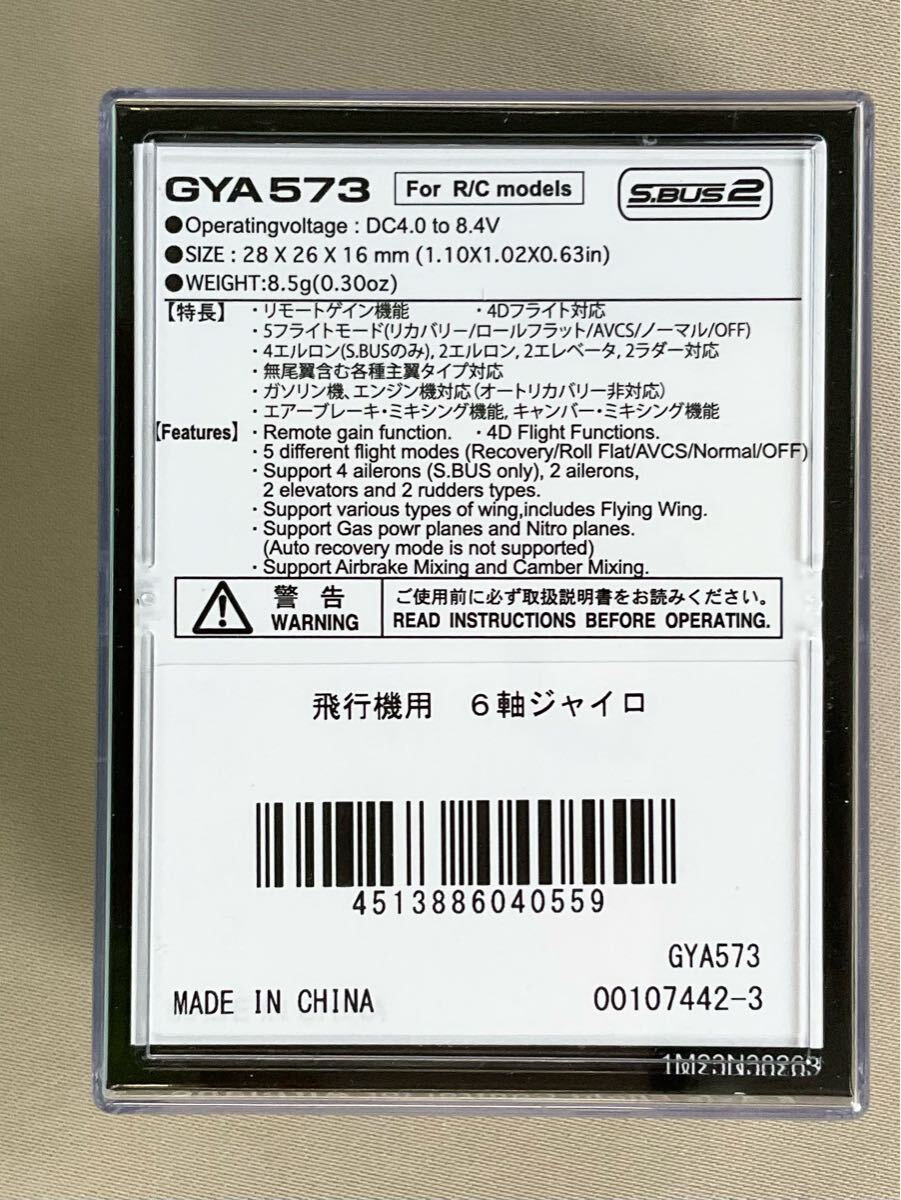 GYA573 For R/C models S.BUS2
●Operatingvoltage : DC4.0 to 8.4V
●SIZE : 28 X 26 X 16 mm (1.10X1.02X0.63in)
●WEIGHT:8.5g(0.30oz)
【特長】 ・リモートゲイン機能 ・4Dフライト対応
・5フライトモード(リカバリー/ロールフラット/AVCS/ノーマル/OFF)
・4エルロン(S.BUSのみ), 2エルロン, 2エレベータ, 2ラダー対応
・無尾翼含む各種主翼タイプ対応
・ガソリン機、エンジン機対応（オートリカバリー非対応）
・エアーブレーキ・ミキシング機能, キャンバー・ミキシング機能
【Features】 ・Remote gain function. ・4D Flight Functions.
・5 different flight modes (Recovery/Roll Flat/AVCS/Normal/OFF)
・Support 4 ailerons (S.BUS only), 2 ailerons,
2 elevators and 2 rudders types.
・Support various types of wing,includes Flying Wing.
・Support Gas powr planes and Nitro planes.
(Auto recovery mode is not supported)
・Support Airbrake Mixing and Camber Mixing.
警告 ご使用前に必ず取扱説明書をお読みください。
WARNING READ INSTRUCTIONS BEFORE OPERATING.
飛行機用 ６軸ジャイロ
4513886040559
GYA573
MADE IN CHINA 00107442-3